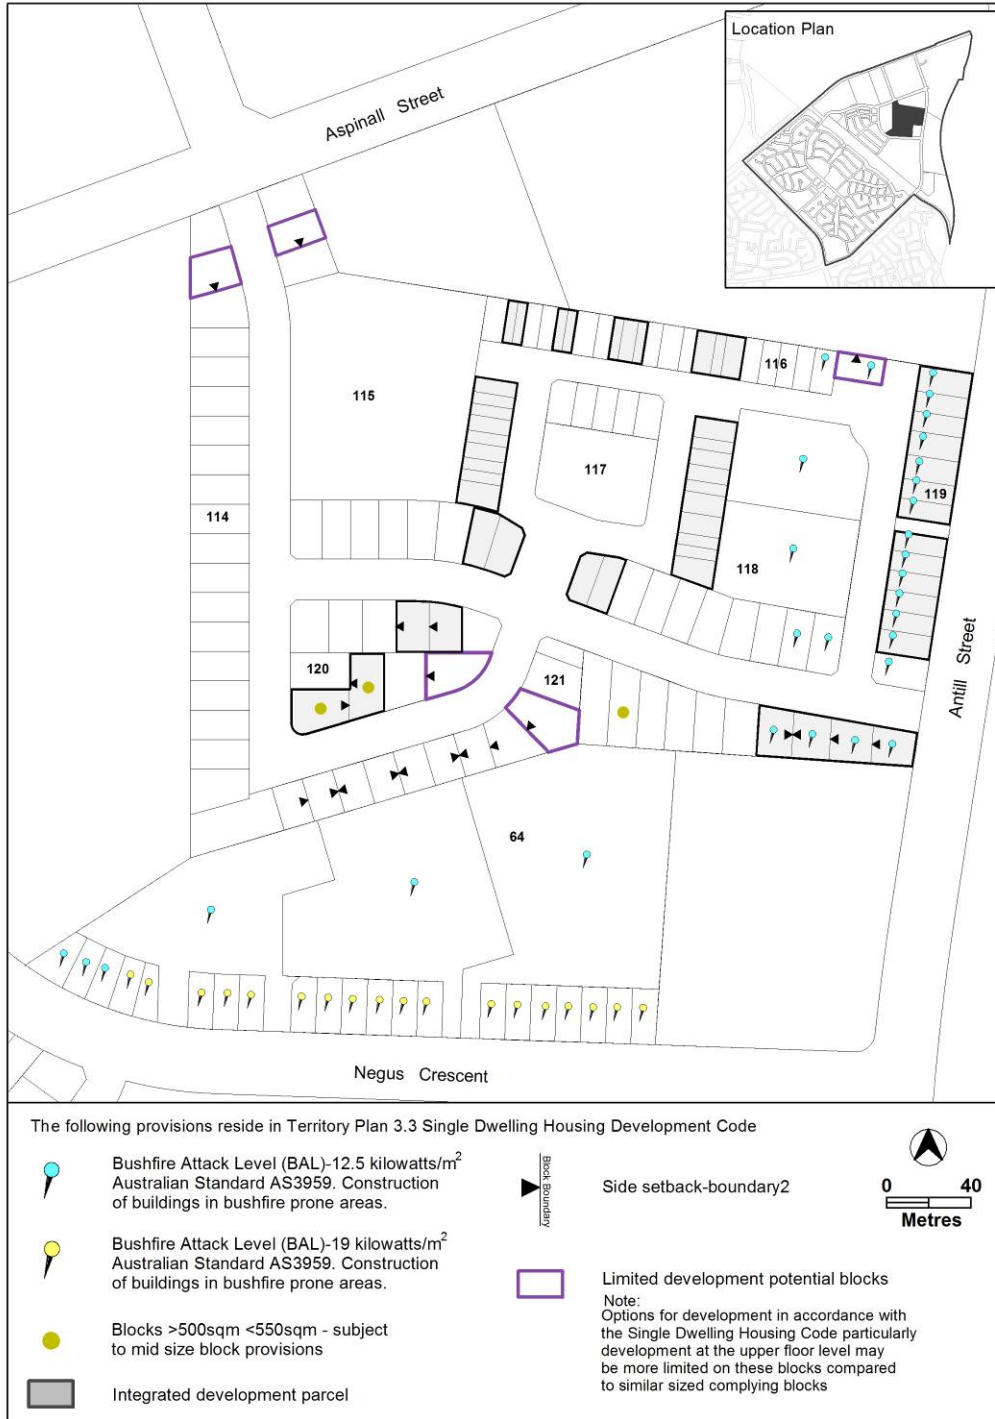 Location Plan
Aspinall Street
116
115
117
119
114
118
120
121
Antill Street
64
Negus Crescent
The following provisions reside in Territory Plan 3.3 Single Dwelling Housing Development Code
Bushfire Attack Level (BAL)-12.5 kilowatts/m²
Australian Standard AS3959. Construction
of buildings in bushfire prone areas.
Bushfire Attack Level (BAL)-19 kilowatts/m²
Australian Standard AS3959. Construction
of buildings in bushfire prone areas.
Blocks >500sqm <550sqm - subject
to mid size block provisions
Integrated development parcel
Block Boundary
Side setback-boundary2
0 40
Metres
Limited development potential blocks
Note:
Options for development in accordance with
the Single Dwelling Housing Code particularly
development at the upper floor level may
be more limited on these blocks compared
to similar sized complying blocks